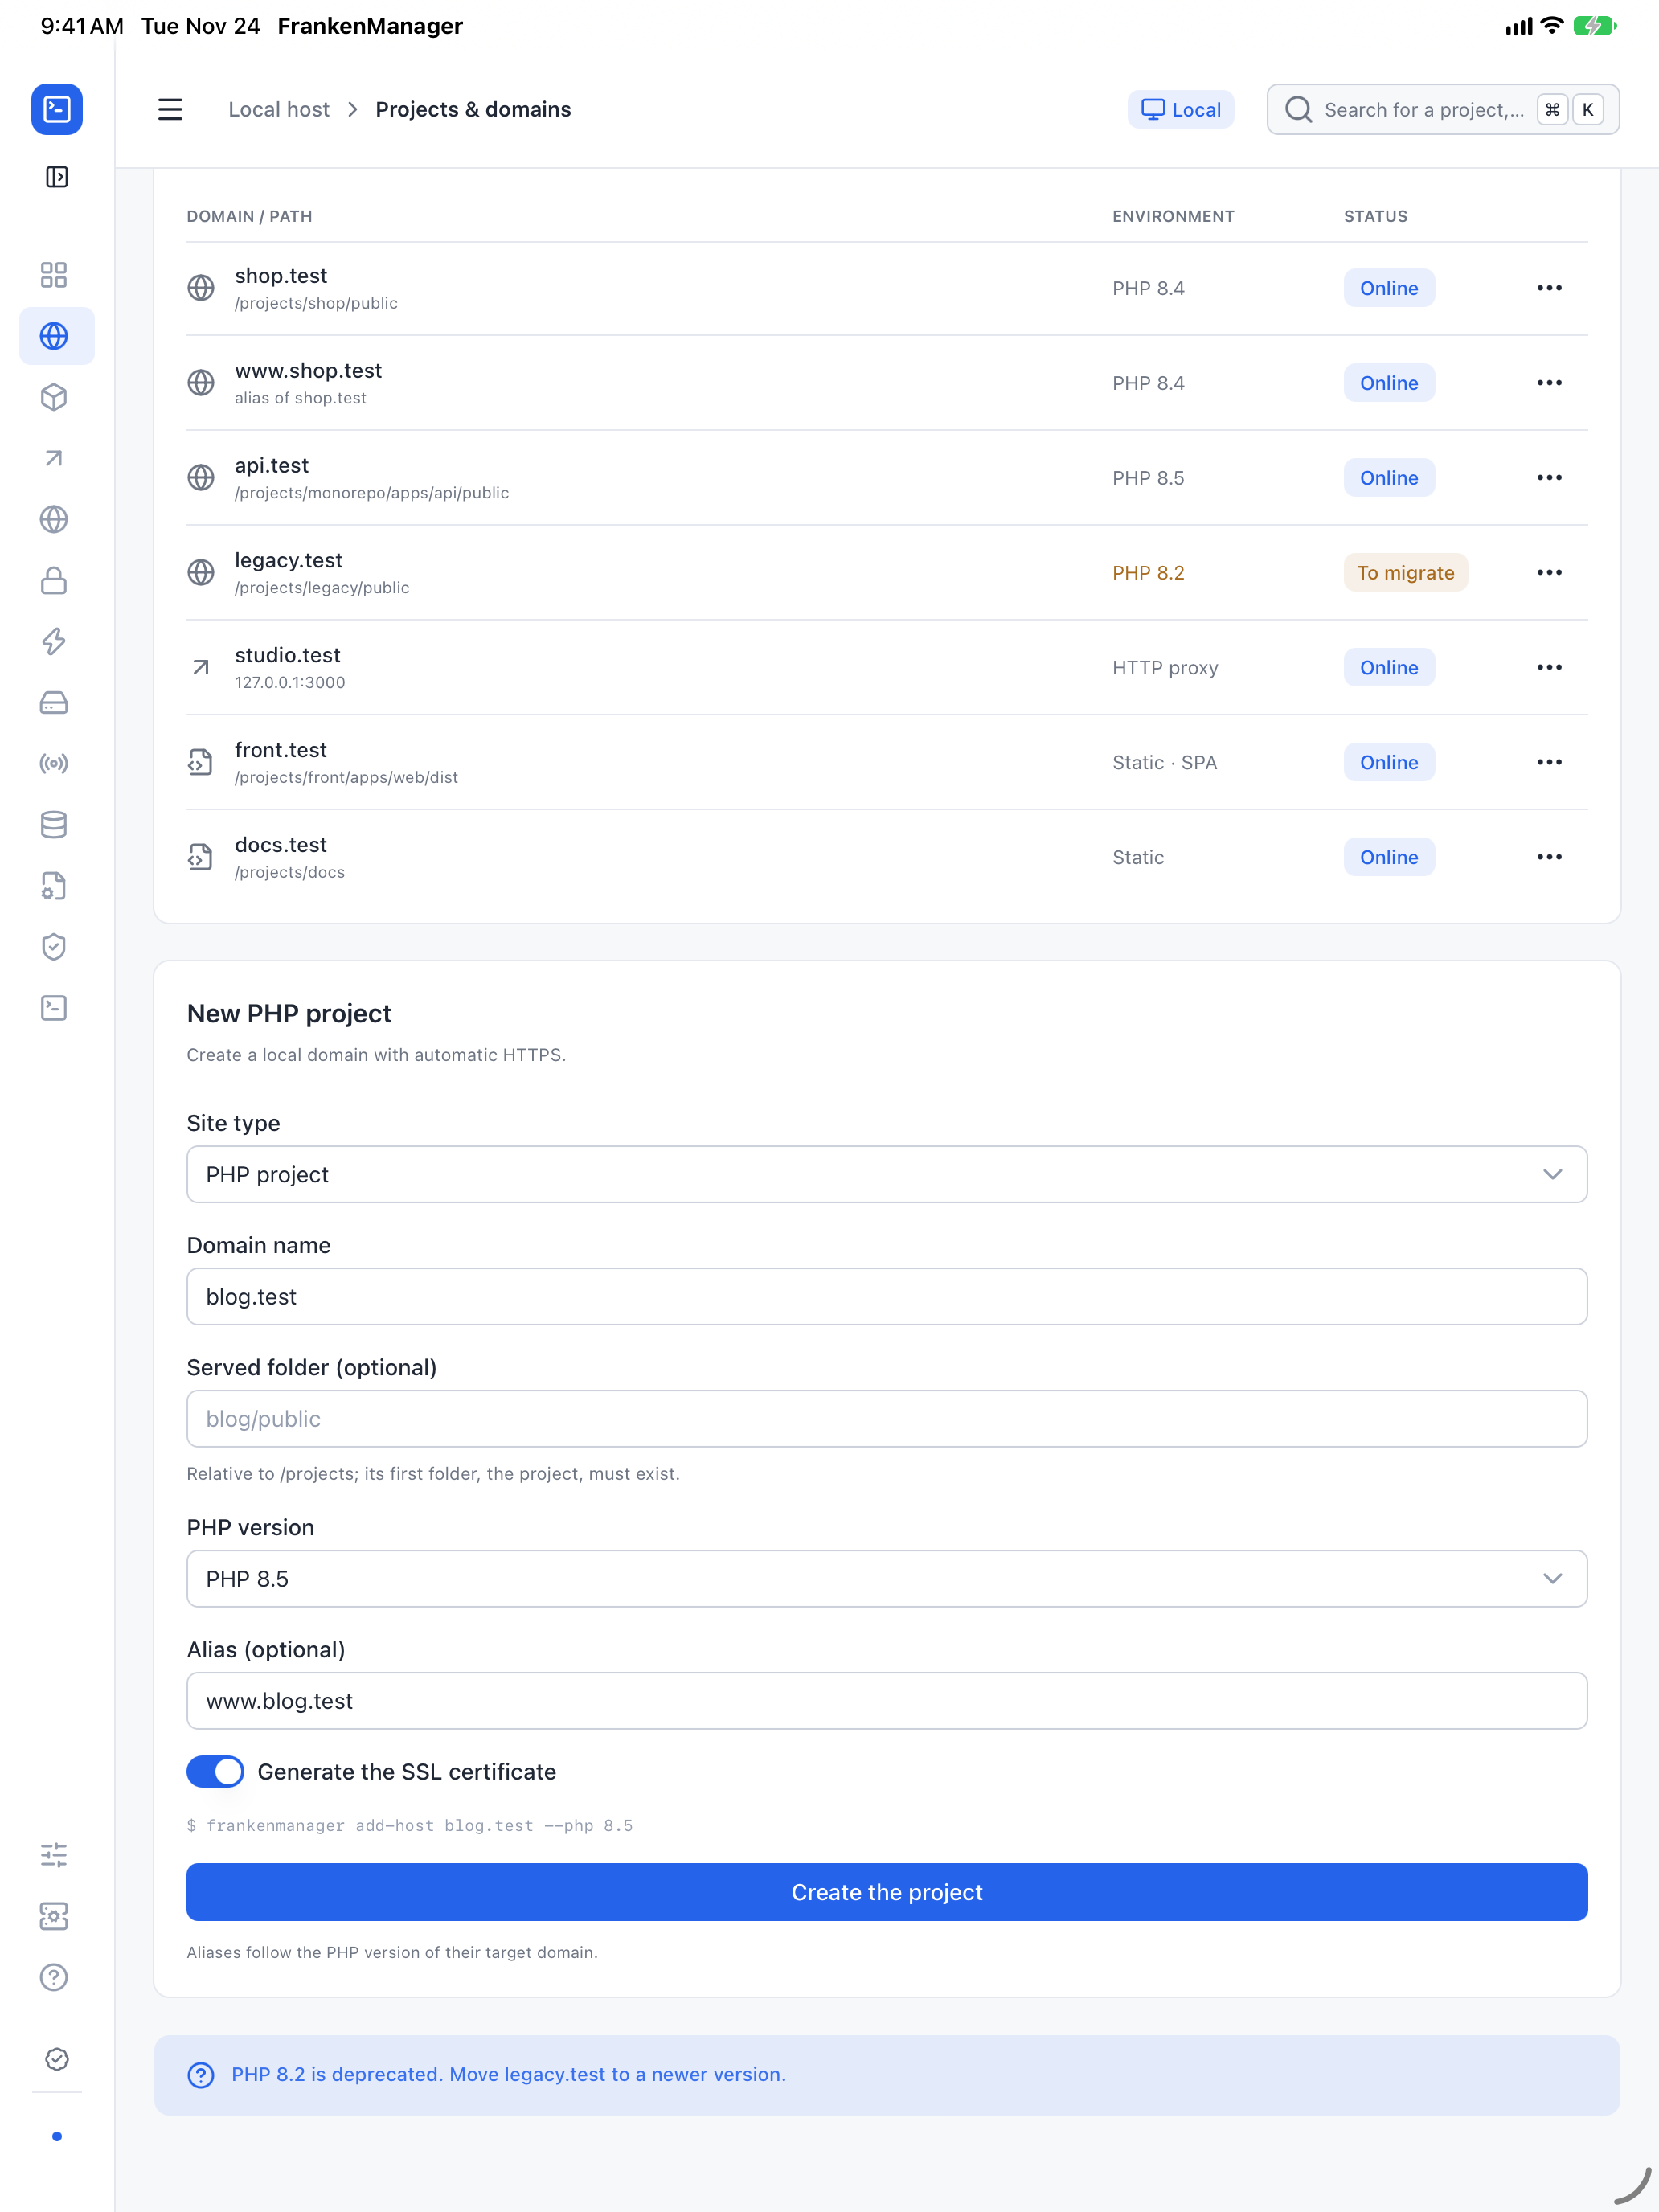 9:41 AM Tue Nov 24 FrankenManager
Local host > Projects & domains
Local
Search for a project,... ⌘ K
DOMAIN / PATH ENVIRONMENT STATUS
shop.test
/projects/shop/public
PHP 8.4
Online
www.shop.test
alias of shop.test
PHP 8.4
Online
api.test
/projects/monorepo/apps/api/public
PHP 8.5
Online
legacy.test
/projects/legacy/public
PHP 8.2
To migrate
studio.test
127.0.0.1:3000
HTTP proxy
Online
front.test
/projects/front/apps/web/dist
Static · SPA
Online
docs.test
/projects/docs
Static
Online
New PHP project
Create a local domain with automatic HTTPS.
Site type
PHP project
Domain name
blog.test
Served folder (optional)
blog/public
Relative to /projects; its first folder, the project, must exist.
PHP version
PHP 8.5
Alias (optional)
www.blog.test
Generate the SSL certificate
$ frankenmanager add-host blog.test --php 8.5
Create the project
Aliases follow the PHP version of their target domain.
PHP 8.2 is deprecated. Move legacy.test to a newer version.